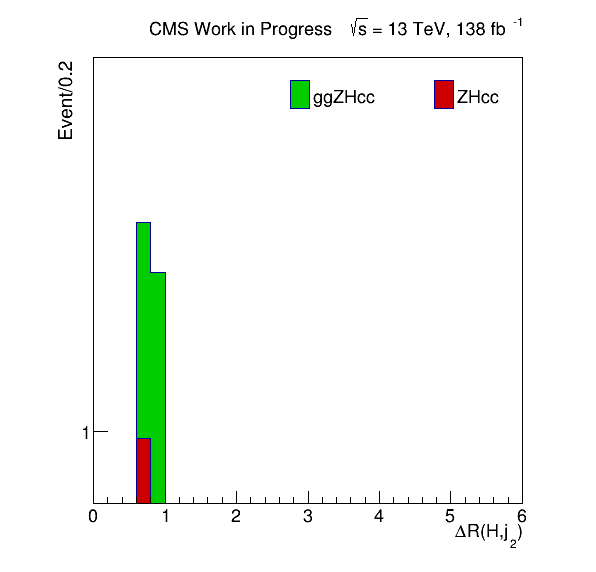 CMS Work in Progress √s = 13 TeV, 138 fb⁻¹
Event/0.2
ggZHcc ZHcc
1
0 1 2 3 4 5 6
ΔR(H,j₂)